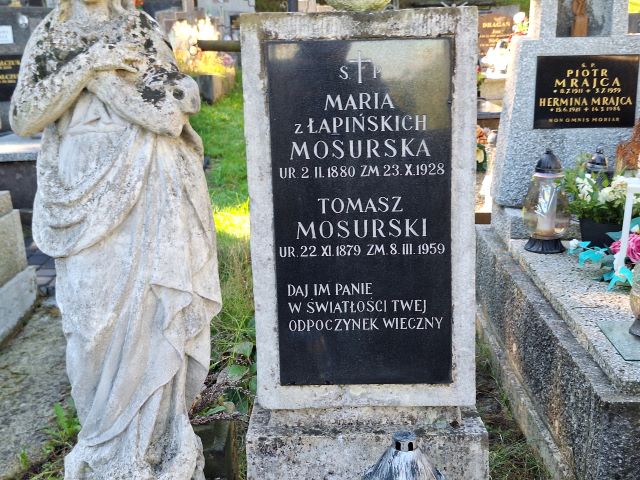 S P
MARIA
z ŁAPIŃSKICH
MOSURSKA
UR 2.II.1880 ZM 23.X.1928
TOMASZ
MOSURSKI
UR. 22.XI.1879 ZM. 8.III.1959
DAJ IM PANIE
W ŚWIATŁOŚCI TWEJ
ODPOCZYNEK WIECZNY
Ś. P.
PIOTR
MRAJCA
HERMINA MRAJCA
NON OMNIS MORIAR
DRAGAN